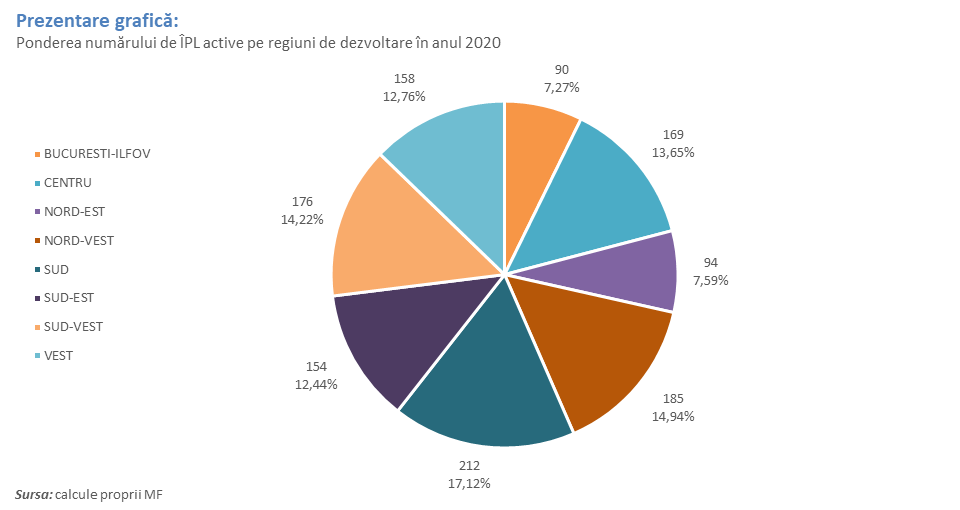 Prezentare grafică:
Ponderea numărului de ÎPL active pe regiuni de dezvoltare în anul 2020
BUCURESTI-ILFOV
CENTRU
NORD-EST
NORD-VEST
SUD
SUD-EST
SUD-VEST
VEST
90
7,27%
169
13,65%
94
7,59%
185
14,94%
212
17,12%
154
12,44%
176
14,22%
158
12,76%
Sursa: calcule proprii MF